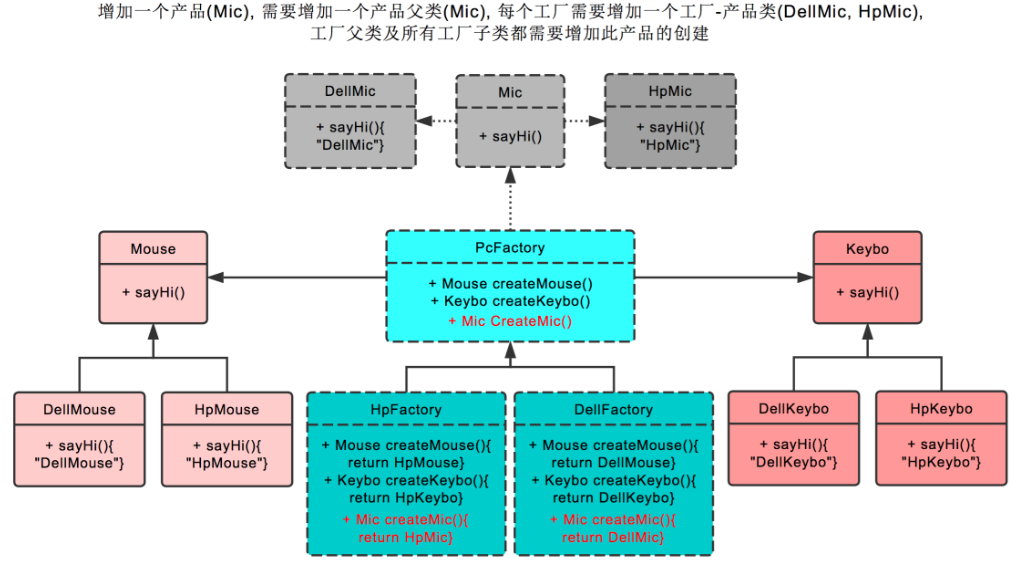 增加一个产品(Mic), 需要增加一个产品父类(Mic), 每个工厂需要增加一个工厂-产品类(DellMic, HpMic),
工厂父类及所有工厂子类都需要增加此产品的创建
DellMic
+ sayHi(){
"DellMic"}
Mic
+ sayHi()
HpMic
+ sayHi(){
"HpMic"}
Mouse
+ sayHi()
PcFactory
+ Mouse createMouse()
+ Keybo createKeybo()
+ Mic CreateMic()
Keybo
+ sayHi()
DellMouse
+ sayHi(){
"DellMouse"}
HpMouse
+ sayHi(){
"HpMouse"}
HpFactory
+ Mouse createMouse(){
return HpMouse}
+ Keybo createKeybo(){
return HpKeybo}
+ Mic createMic(){
return HpMic}
DellFactory
+ Mouse createMouse(){
return DellMouse}
+ Keybo createKeybo(){
return DellKeybo}
+ Mic createMic(){
return DellMic}
DellKeybo
+ sayHi(){
"DellKeybo"}
HpKeybo
+ sayHi(){
"HpKeybo"}